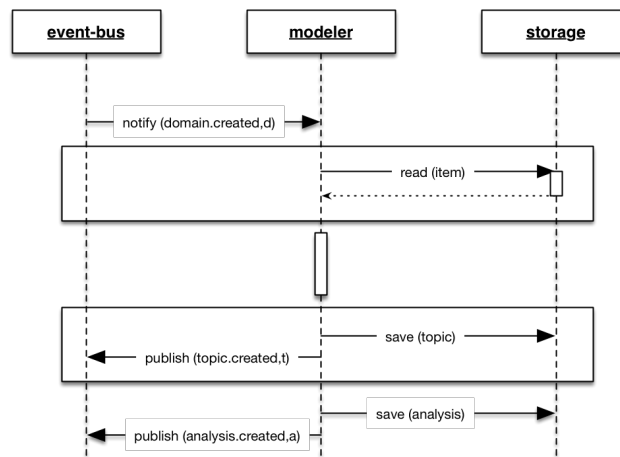 event-bus
modeler
storage
notify (domain.created,d)
read (item)
save (topic)
publish (topic.created,t)
save (analysis)
publish (analysis.created,a)